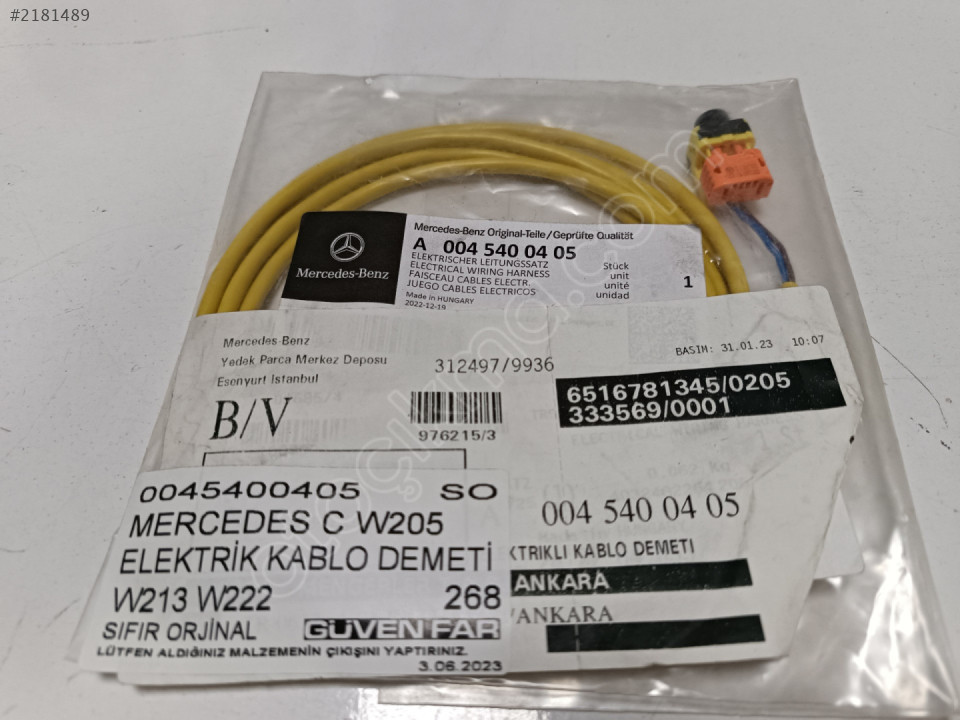 #2181489
Mercedes-Benz
Mercedes-Benz Original-Teile/Geprüfte Qualität
A 004 540 04 05
ELEKTRISCHER LEITUNGSSATZ
ELECTRICAL WIRING HARNESS
FAISCEAU CABLES ELECTR.
JUEGO CABLES ELECTRICOS
Made in HUNGARY
2022-12-19
Stück
unit
unité
unidad
1
Mercedes-Benz
Yedek Parca Merkez Deposu
Esenyurt Istanbul
312497/9936
BASIM: 31.01.23 10:07
B/V
976215/3
6516781345/0205
333569/0001
004 540 04 05
KTRIKLI KABLO DEMETI
ANKARA
/ANKARA
0045400405 SO
MERCEDES C W205
ELEKTRİK KABLO DEMETİ
W213 W222 268
SIFIR ORJİNAL GÜVEN FAR
LÜTFEN ALDIĞINIZ MALZEMENİN ÇIKIŞINI YAPTIRINIZ.
3.06.2023